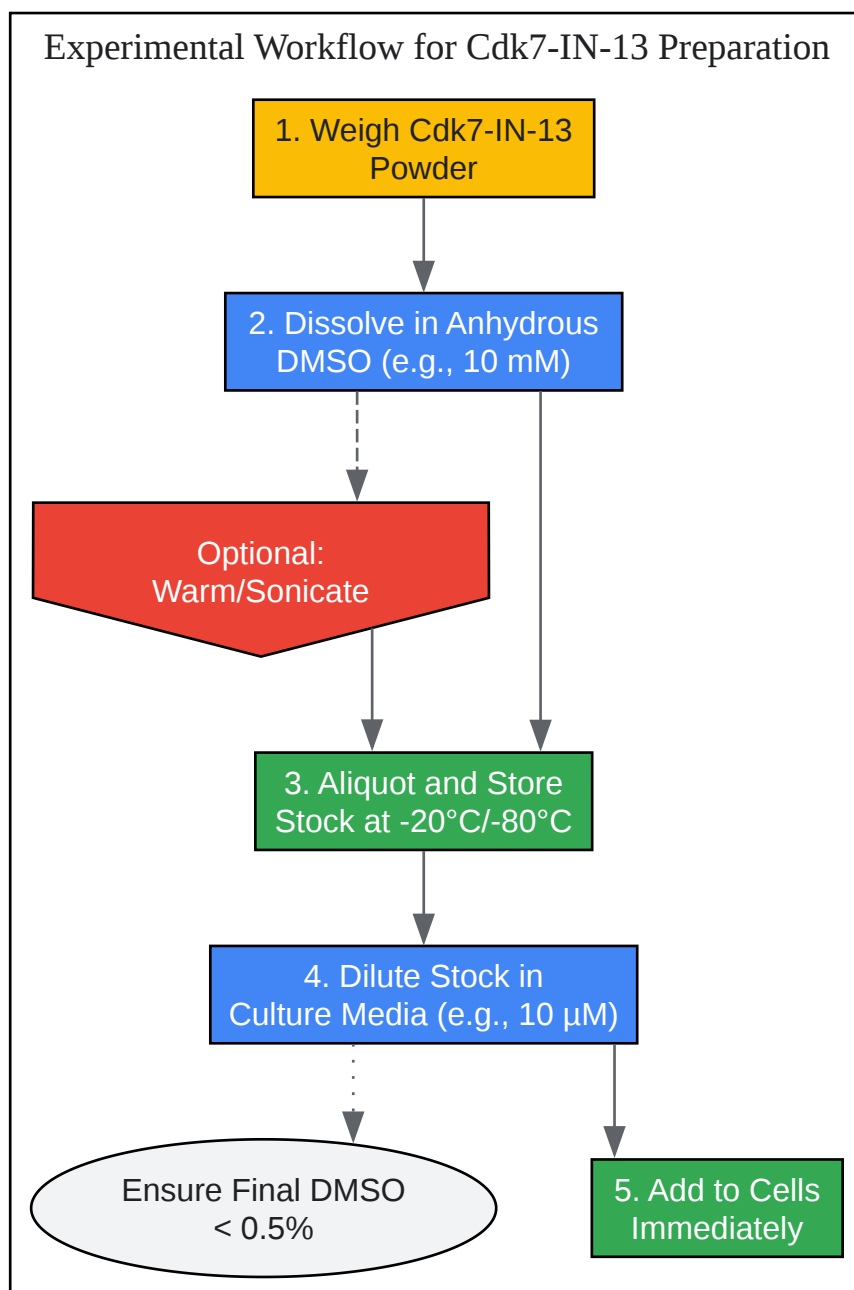 Experimental Workflow for Cdk7-IN-13 Preparation
1. Weigh Cdk7-IN-13
Powder
2. Dissolve in Anhydrous
DMSO (e.g., 10 mM)
Optional:
Warm/Sonicate
3. Aliquot and Store
Stock at -20°C/-80°C
4. Dilute Stock in
Culture Media (e.g., 10 µM)
Ensure Final DMSO
< 0.5%
5. Add to Cells
Immediately